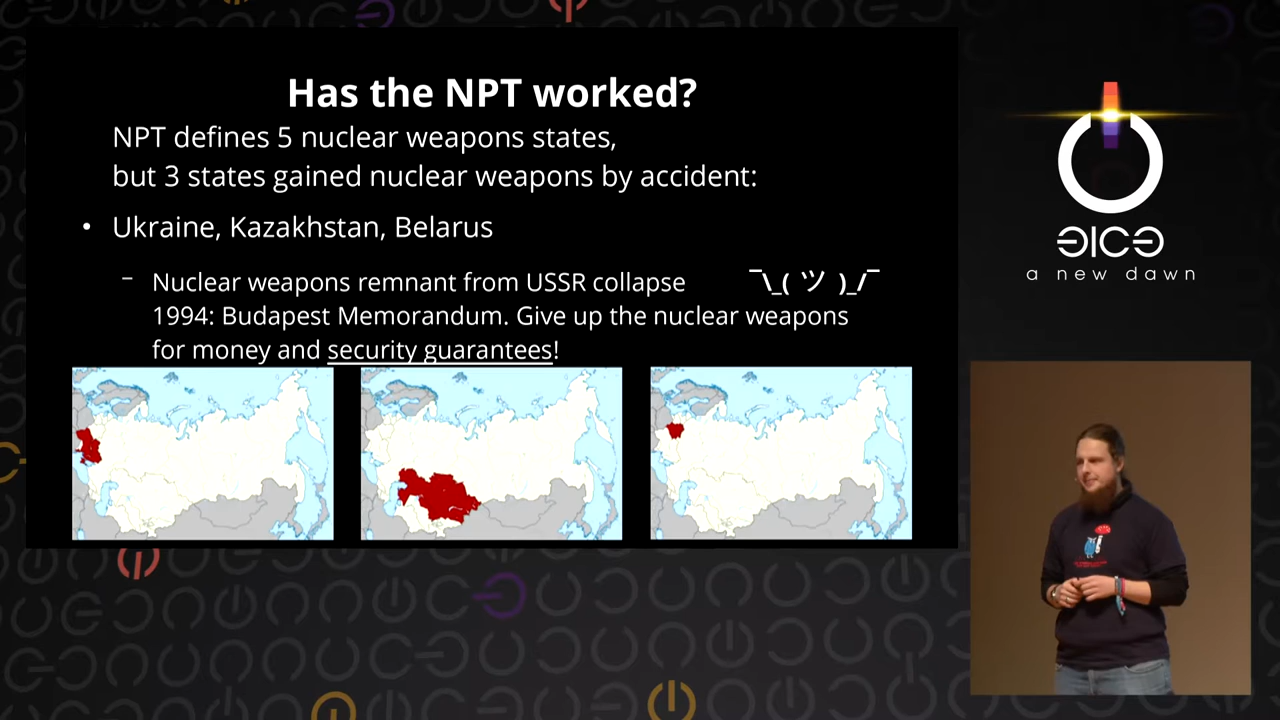 Has the NPT worked?
NPT defines 5 nuclear weapons states,
but 3 states gained nuclear weapons by accident:
• Ukraine, Kazakhstan, Belarus
– Nuclear weapons remnant from USSR collapse ¯\_( ツ )_/¯
1994: Budapest Memorandum. Give up the nuclear weapons
for money and security guarantees!
a new dawn